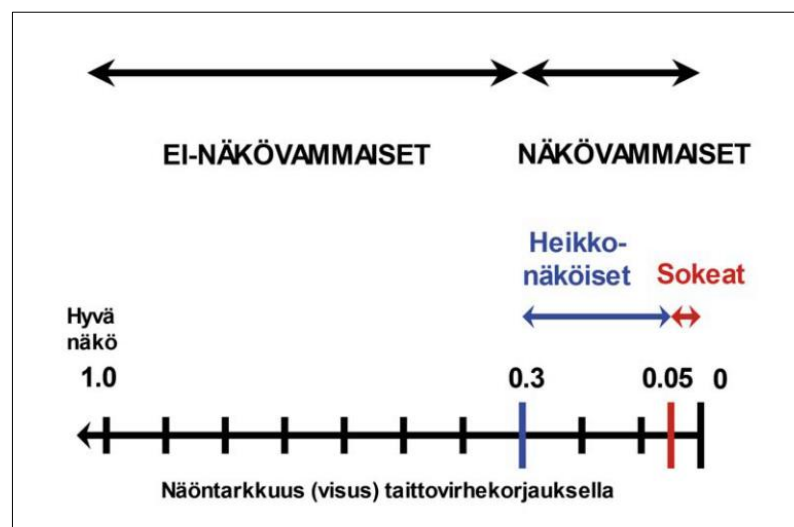 EI-NÄKÖVAMMAISET NÄKÖVAMMAISET
Heikko-
näköiset
Sokeat
Hyvä
näkö
1.0 0.3 0.05 0
Näöntarkkuus (visus) taittovirhekorjauksella